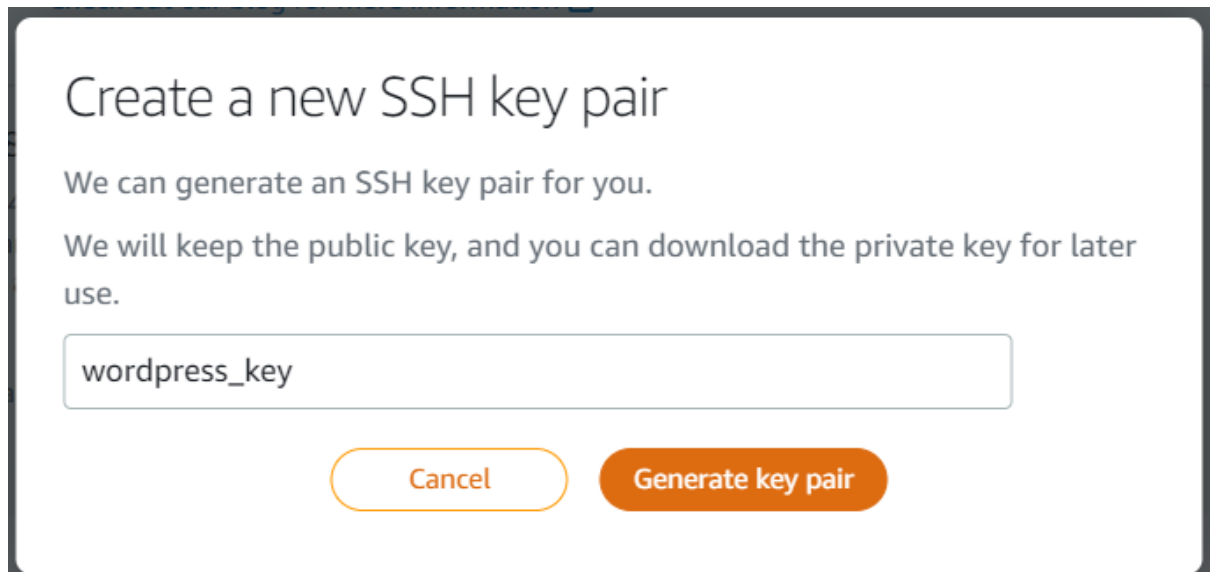 Create a new SSH key pair
We can generate an SSH key pair for you.
We will keep the public key, and you can download the private key for later
use.
wordpress_key
Cancel
Generate key pair